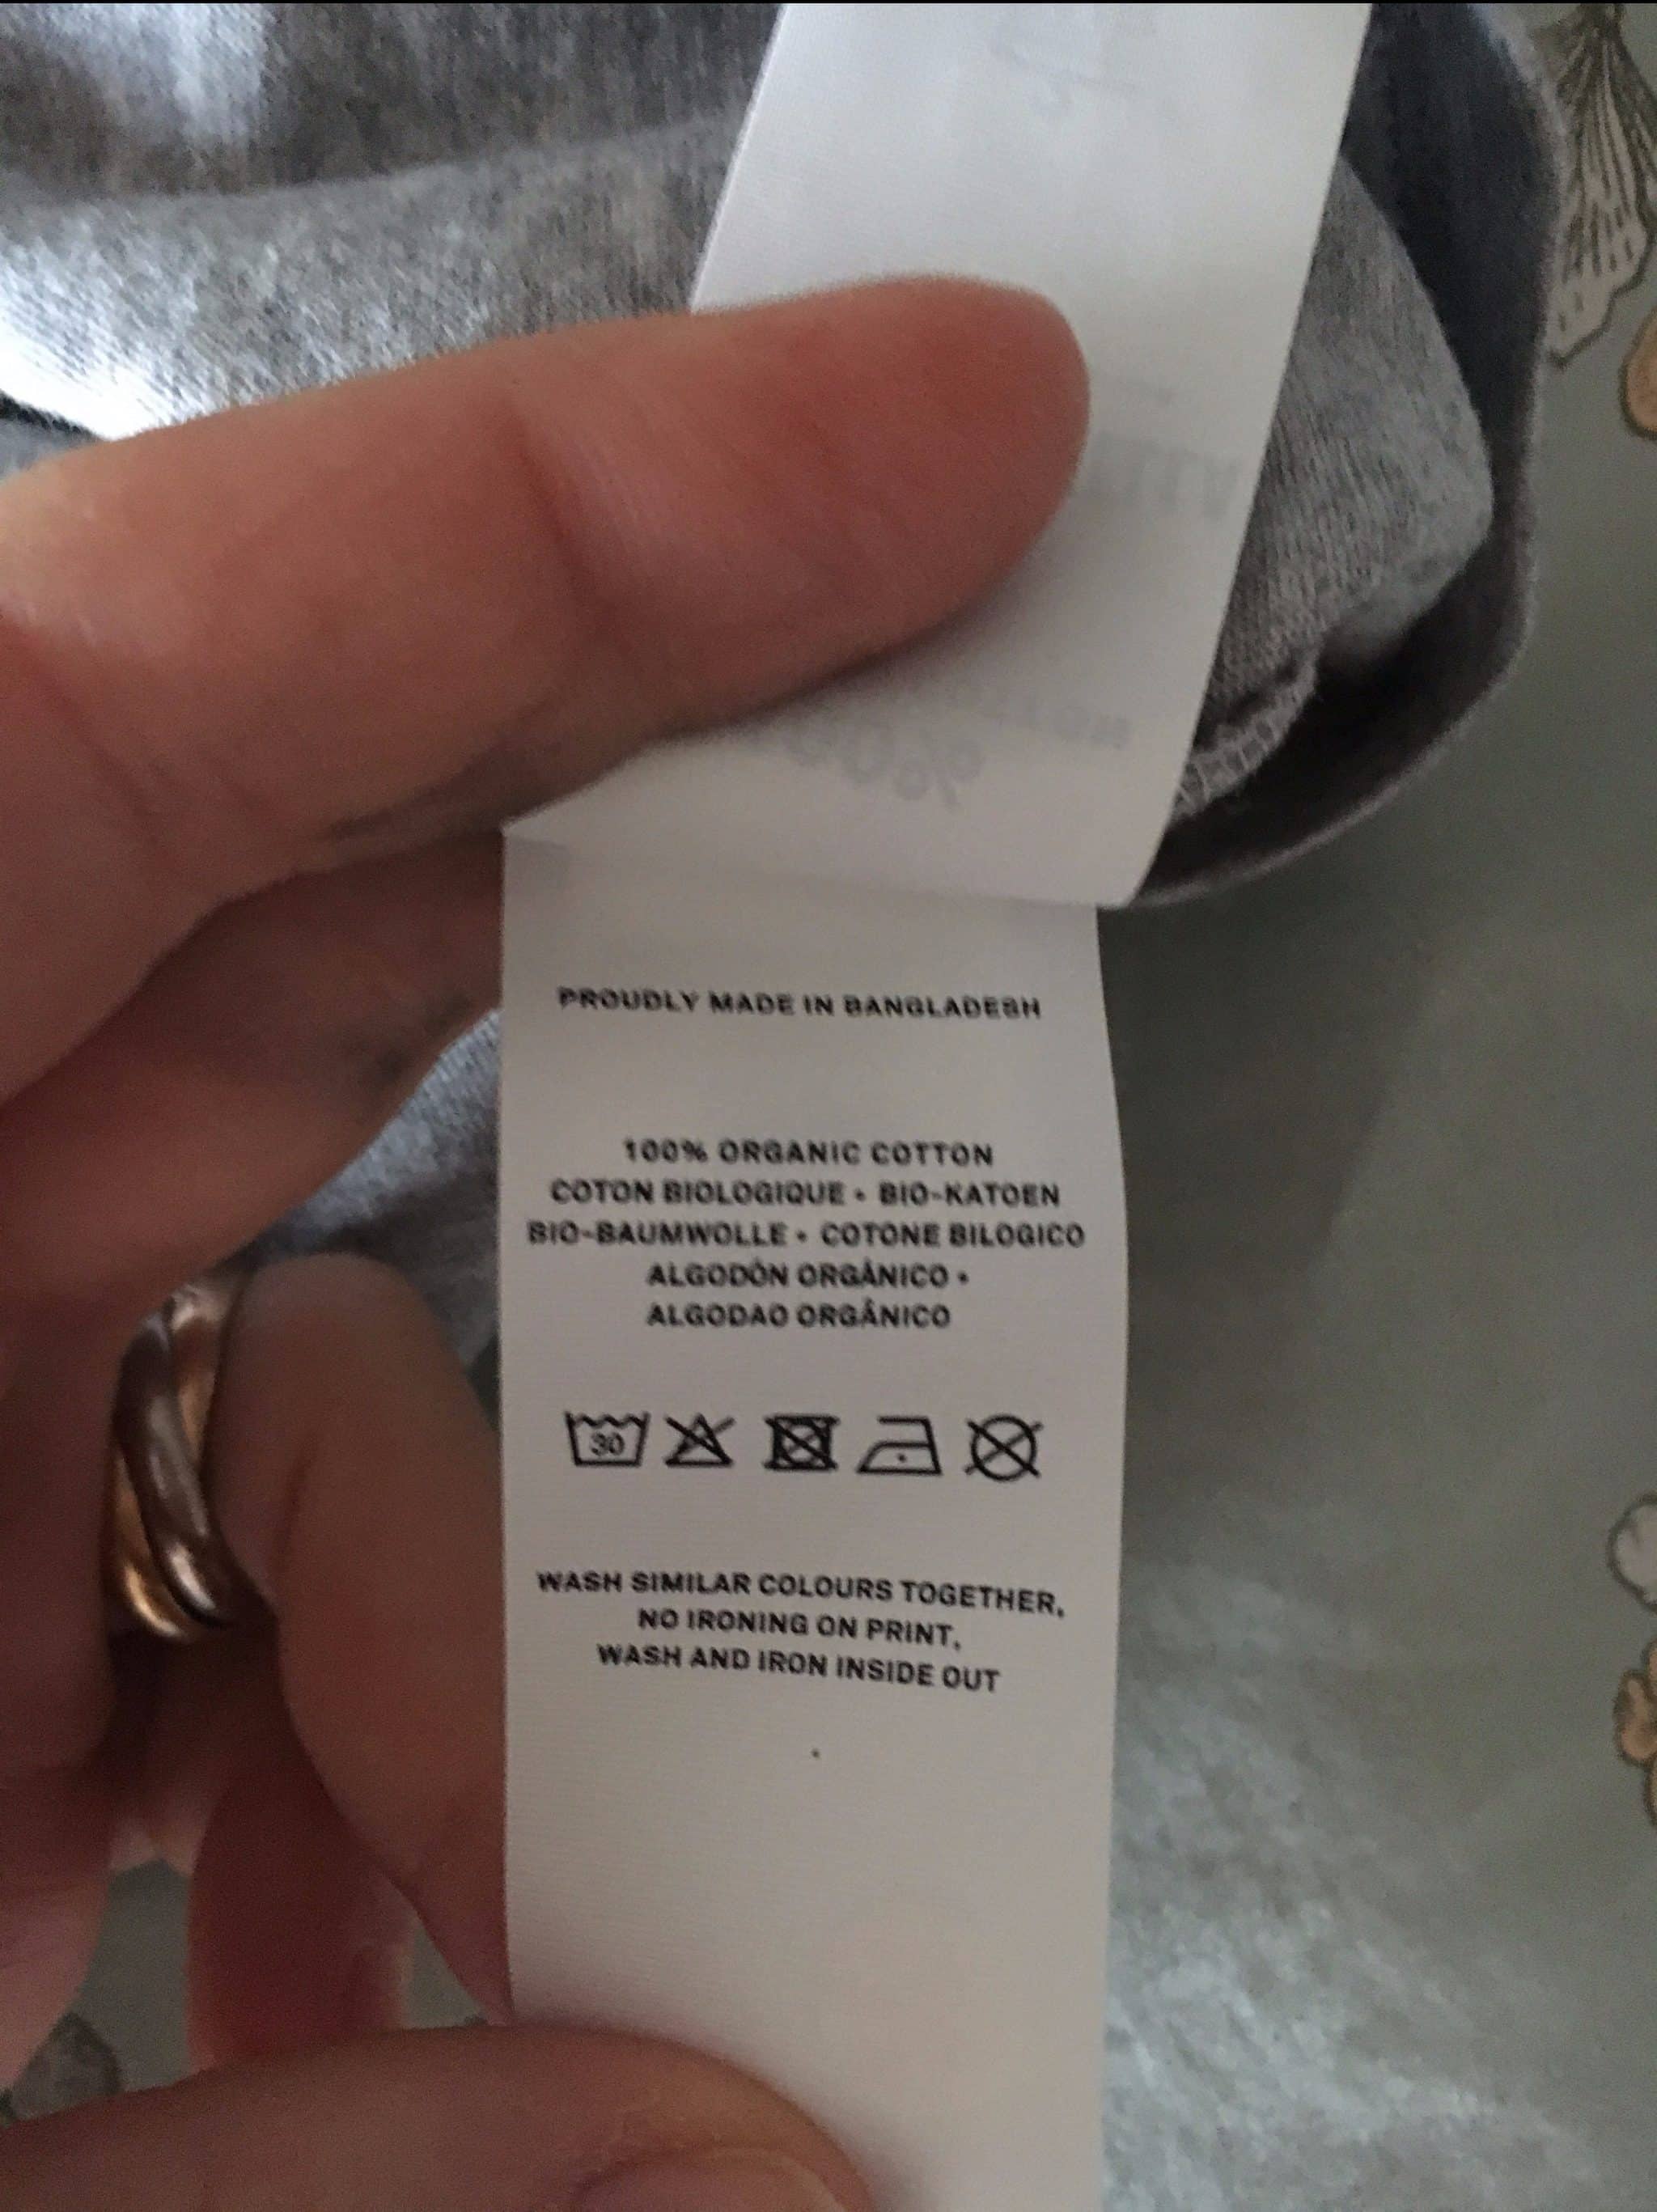 PROUDLY MADE IN BANGLADESH
100% ORGANIC COTTON
COTON BIOLOGIQUE • BIO-KATOEN
BIO-BAUMWOLLE • COTONE BILOGICO
ALGODÓN ORGÁNICO •
ALGODAO ORGÂNICO
30
WASH SIMILAR COLOURS TOGETHER,
NO IRONING ON PRINT,
WASH AND IRON INSIDE OUT